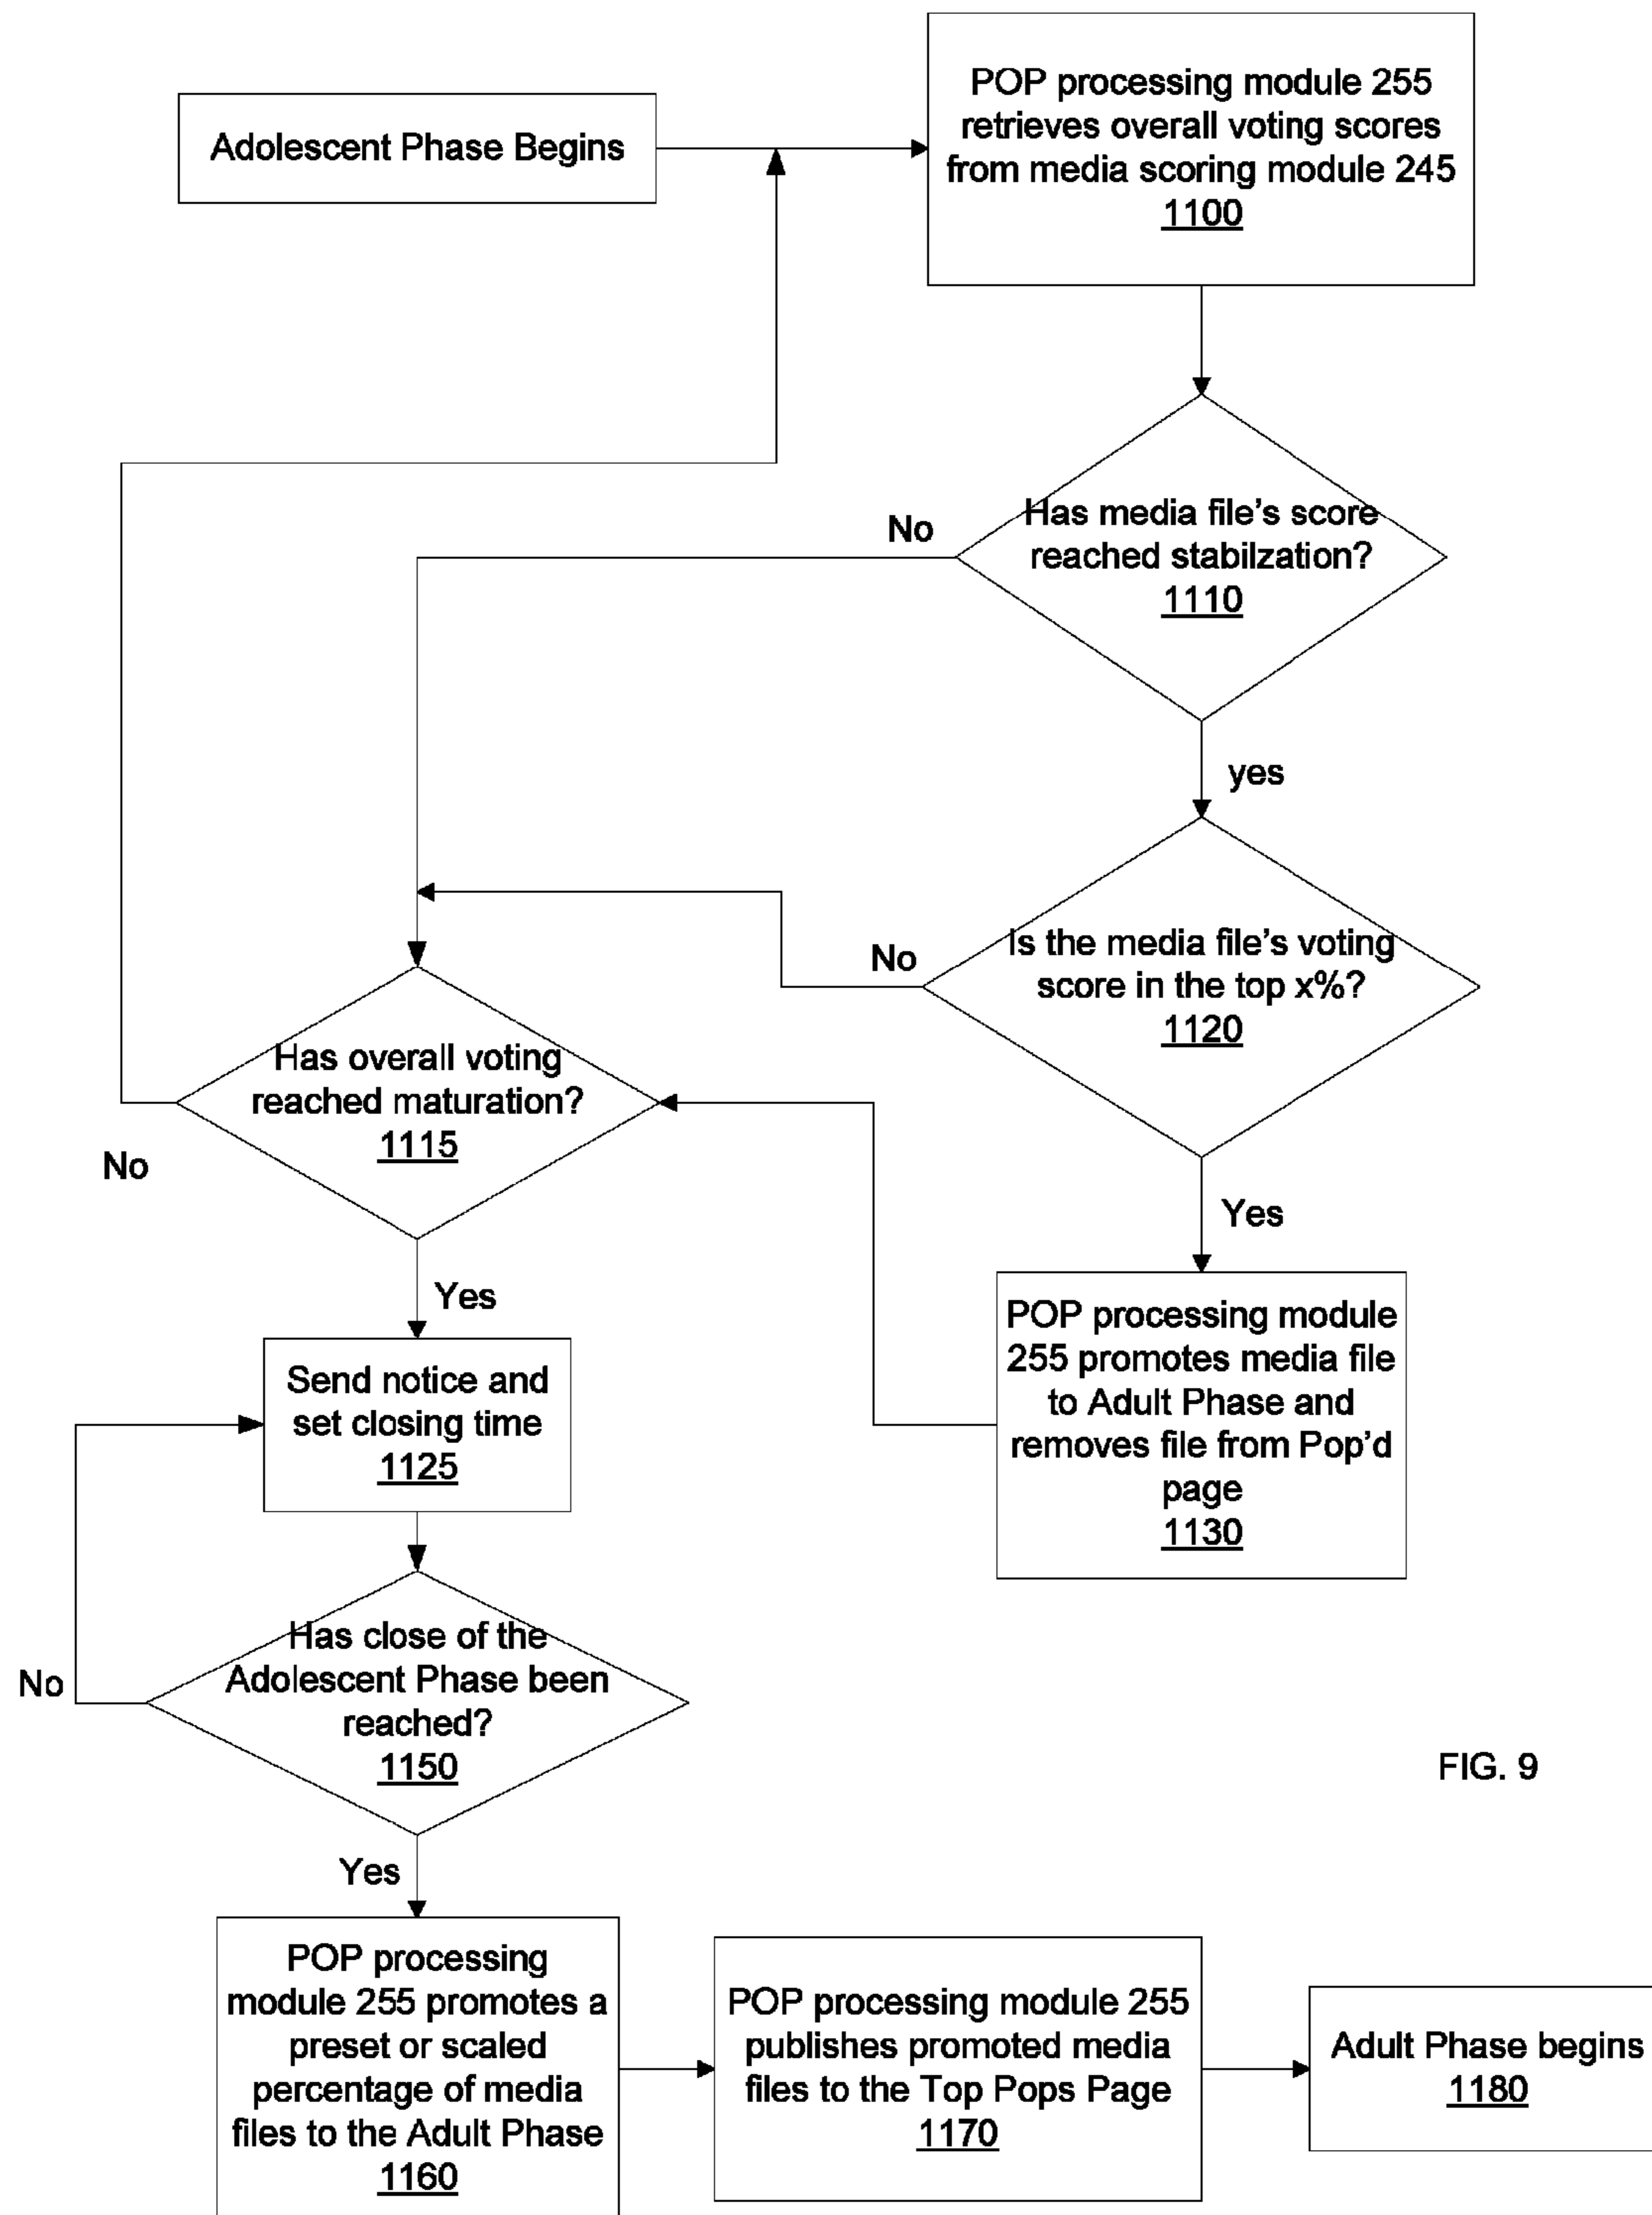 Adolescent Phase Begins
POP processing module 255
retrieves overall voting scores
from media scoring module 245
1100
Has media file's score
reached stabilzation?
1110
No
yes
Is the media file's voting
score in the top x%?
1120
No
Has overall voting
reached maturation?
1115
No
Yes
Yes
POP processing module
255 promotes media file
to Adult Phase and
removes file from Pop'd
page
1130
Send notice and
set closing time
1125
Has close of the
Adolescent Phase been
reached?
1150
No
Yes
FIG. 9
POP processing
module 255 promotes a
preset or scaled
percentage of media
files to the Adult Phase
1160
POP processing module 255
publishes promoted media
files to the Top Pops Page
1170
Adult Phase begins
1180